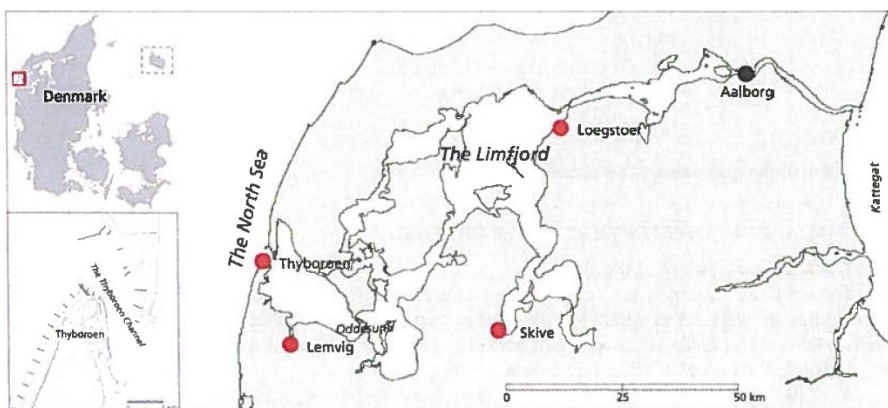 Denmark
The Thyboroen Channel
Thyboroen
The North Sea
The Limfjord
Aalborg
Loegstoer
Kattegat
Thyboroen
Oddesund
Lemvig
Skive
0
25
50 km